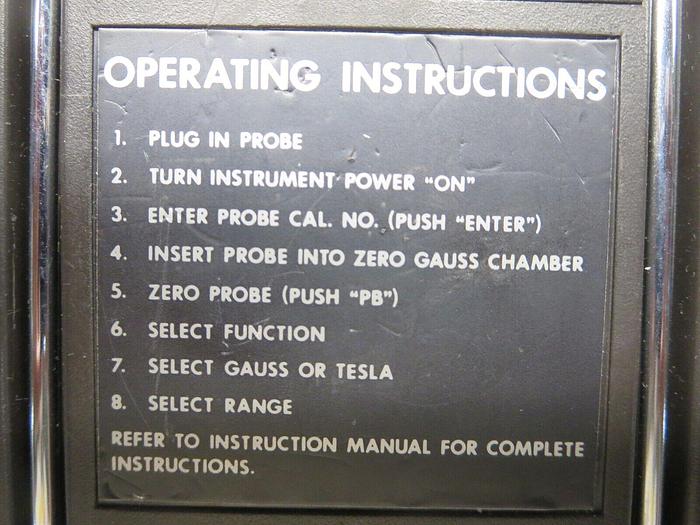 OPERATING INSTRUCTIONS
1. PLUG IN PROBE
2. TURN INSTRUMENT POWER “ON”
3. ENTER PROBE CAL. NO. (PUSH “ENTER”)
4. INSERT PROBE INTO ZERO GAUSS CHAMBER
5. ZERO PROBE (PUSH “PB”)
6. SELECT FUNCTION
7. SELECT GAUSS OR TESLA
8. SELECT RANGE
REFER TO INSTRUCTION MANUAL FOR COMPLETE
INSTRUCTIONS.